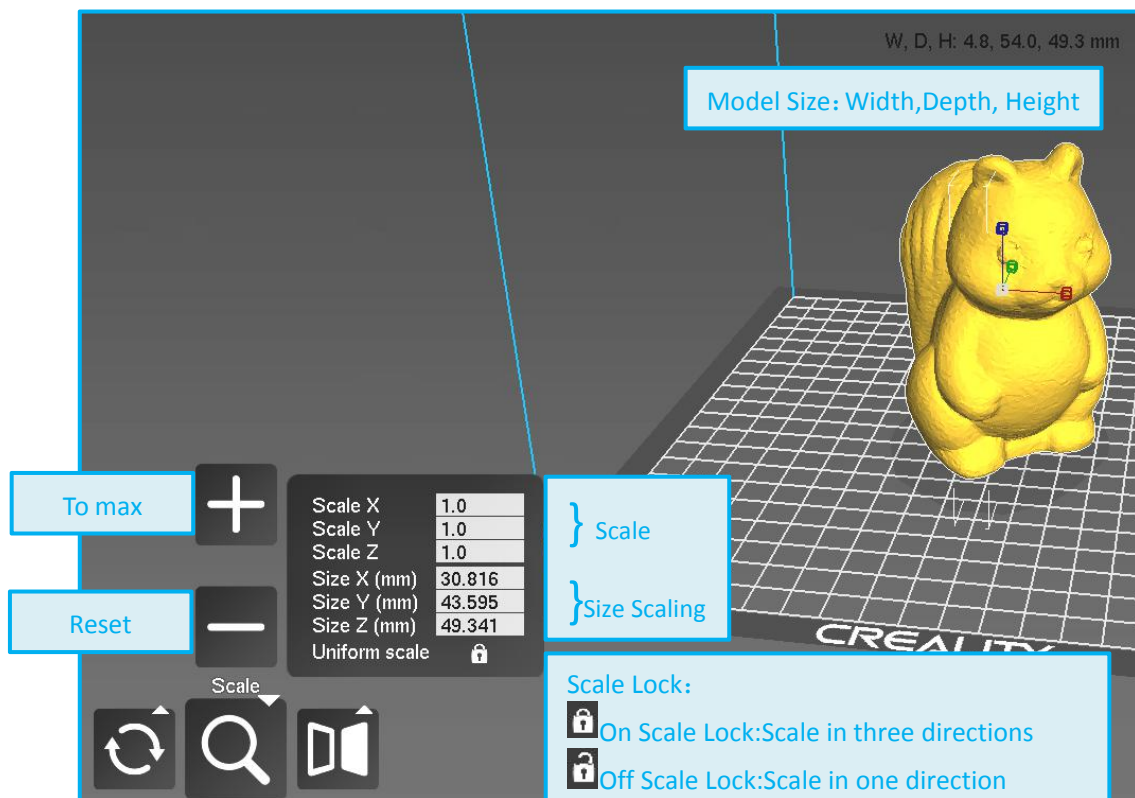 W, D, H: 4.8, 54.0, 49.3 mm
Model Size：Width,Depth, Height
To max
Scale X 1.0
Scale Y 1.0
Scale Z 1.0
Size X (mm) 30.816
Size Y (mm) 43.595
Size Z (mm) 49.341
Uniform scale
} Scale
}Size Scaling
Reset
CREALITY
Scale
Scale Lock：
On Scale Lock:Scale in three directions
Off Scale Lock:Scale in one direction